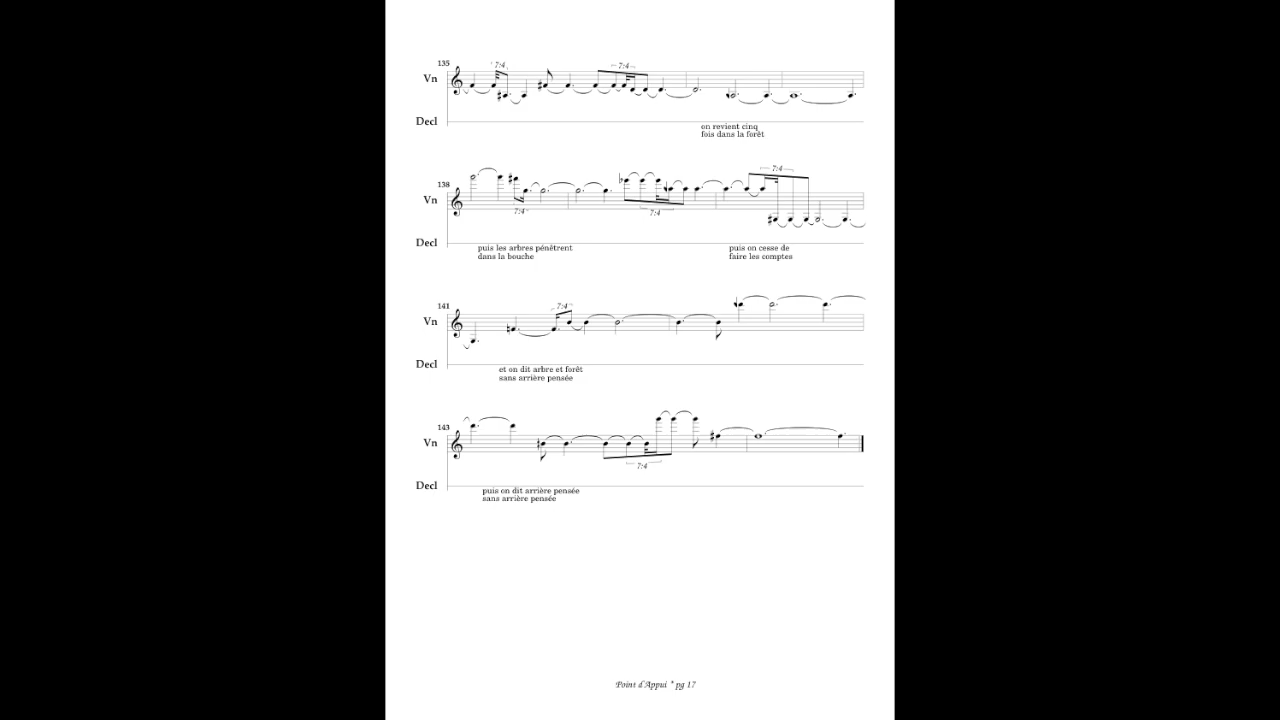 135
7:4
7:4
Vn
Decl
on revient cinq
fois dans la forêt
138
7:4
Vn
7:4
7:4
Decl
puis les arbres pénêtrent
dans la bouche
puis on cesse de
faire les comptes
141
7:4
Vn
Decl
et on dit arbre et forêt
sans arrière pensée
143
Vn
7:4
Decl
puis on dit arrière pensée
sans arrière pensée
Point d'Appui * pg 17